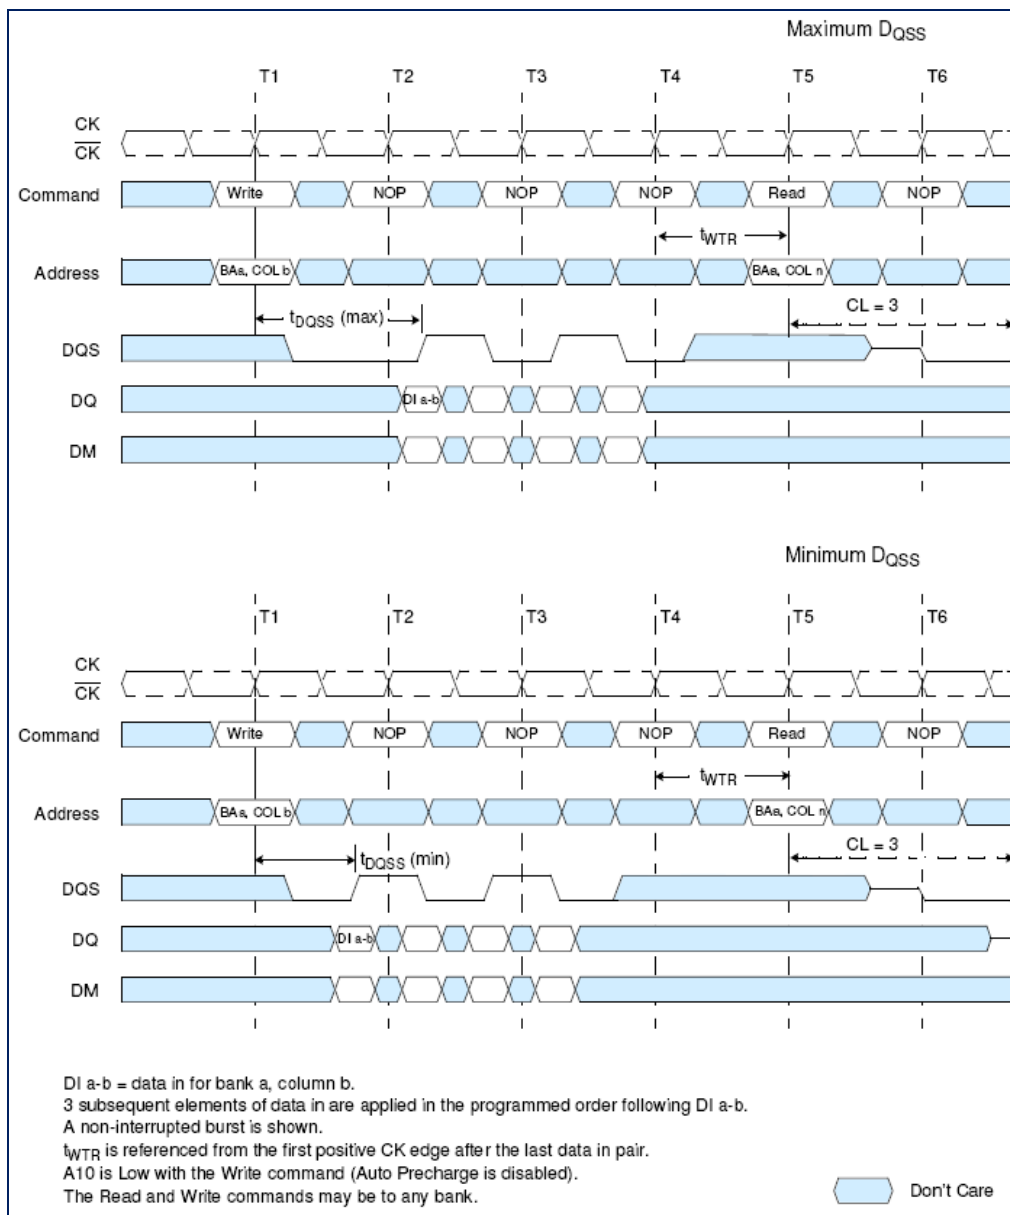 Maximum DQSS
T1 T2 T3 T4 T5 T6
CK
CK
Command Write NOP NOP NOP Read NOP
tWTR
Address BAa, COL b BAa, COL n
tDQSS (max) CL = 3
DQS
DQ DI a-b
DM
Minimum DQSS
T1 T2 T3 T4 T5 T6
CK
CK
Command Write NOP NOP NOP Read NOP
tWTR
Address BAa, COL b BAa, COL n
tDQSS (min) CL = 3
DQS
DQ DI a-b
DM
DI a-b = data in for bank a, column b.
3 subsequent elements of data in are applied in the programmed order following DI a-b.
A non-interrupted burst is shown.
tWTR is referenced from the first positive CK edge after the last data in pair.
A10 is Low with the Write command (Auto Precharge is disabled).
The Read and Write commands may be to any bank.
Don't Care